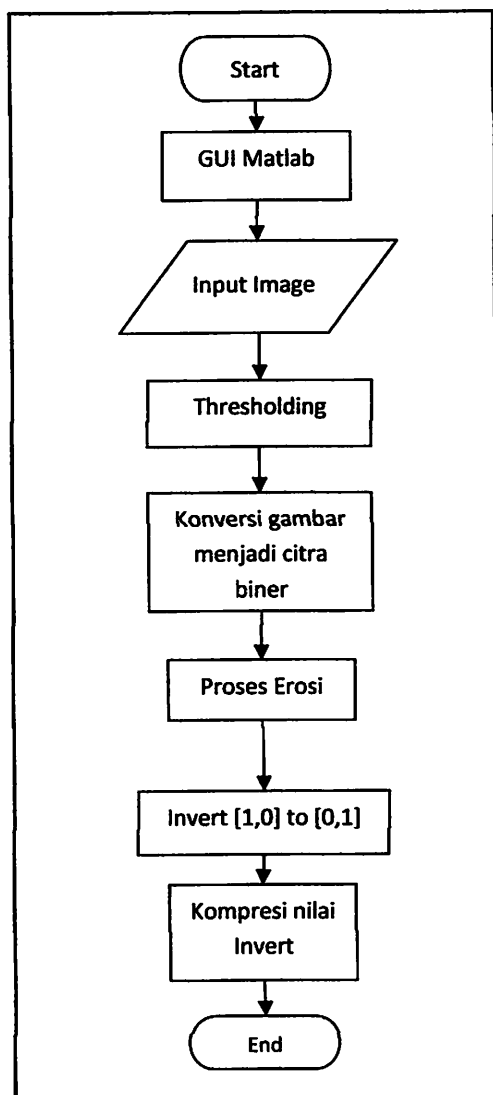 Start
GUI Matlab
Input Image
Thresholding
Konversi gambar
menjadi citra
biner
Proses Erosi
Invert [1,0] to [0,1]
Kompresi nilai
Invert
End